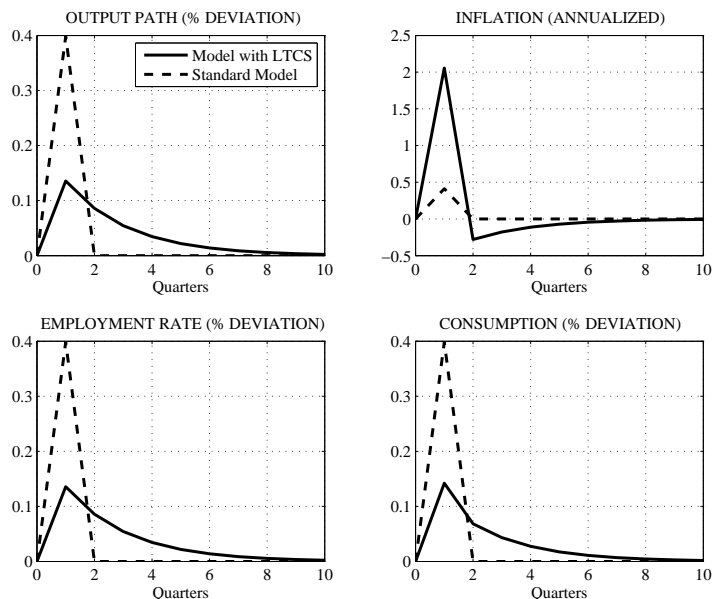 OUTPUT PATH (% DEVIATION)
0.4
0.3
0.2
0.1
0
0 2 4 6 8 10
Quarters
Model with LTCS
Standard Model
INFLATION (ANNUALIZED)
2.5
2
1.5
1
0.5
0
−0.5
0 2 4 6 8 10
Quarters
EMPLOYMENT RATE (% DEVIATION)
0.4
0.3
0.2
0.1
0
0 2 4 6 8 10
Quarters
CONSUMPTION (% DEVIATION)
0.4
0.3
0.2
0.1
0
0 2 4 6 8 10
Quarters